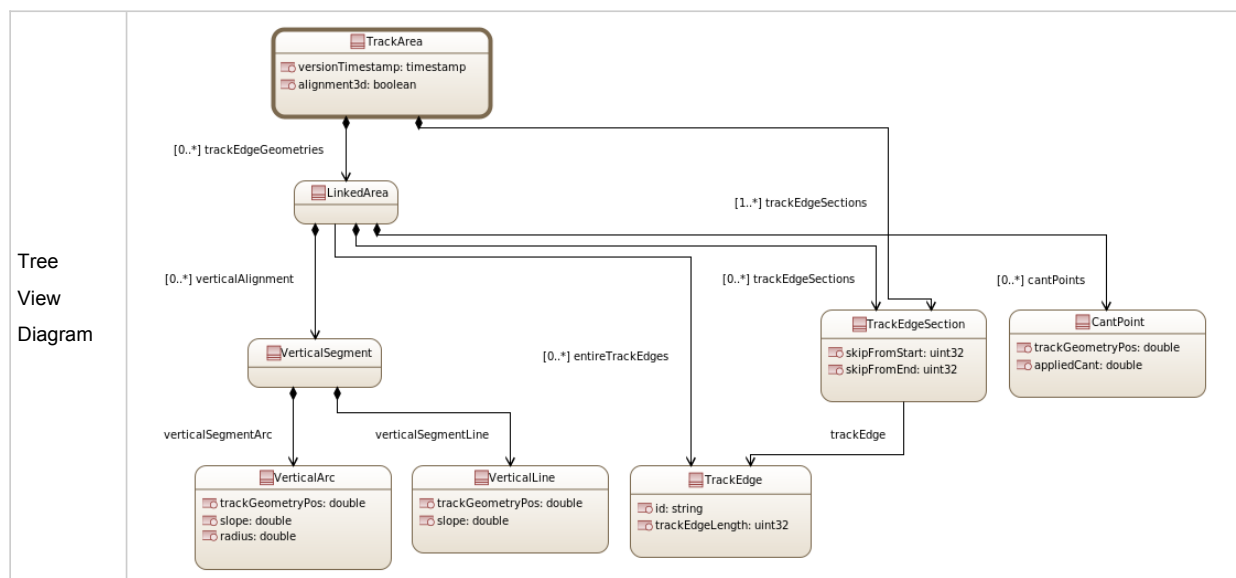 Tree
View
Diagram
TrackArea
versionTimestamp: timestamp
alignment3d: boolean
[0..*] trackEdgeGeometries
LinkedArea
[1..*] trackEdgeSections
[0..*] verticalAlignment
[0..*] trackEdgeSections
[0..*] cantPoints
TrackEdgeSection
skipFromStart: uint32
skipFromEnd: uint32
CantPoint
trackGeometryPos: double
appliedCant: double
VerticalSegment
[0..*] entireTrackEdges
verticalSegmentArc
verticalSegmentLine
trackEdge
VerticalArc
trackGeometryPos: double
slope: double
radius: double
VerticalLine
trackGeometryPos: double
slope: double
TrackEdge
id: string
trackEdgeLength: uint32